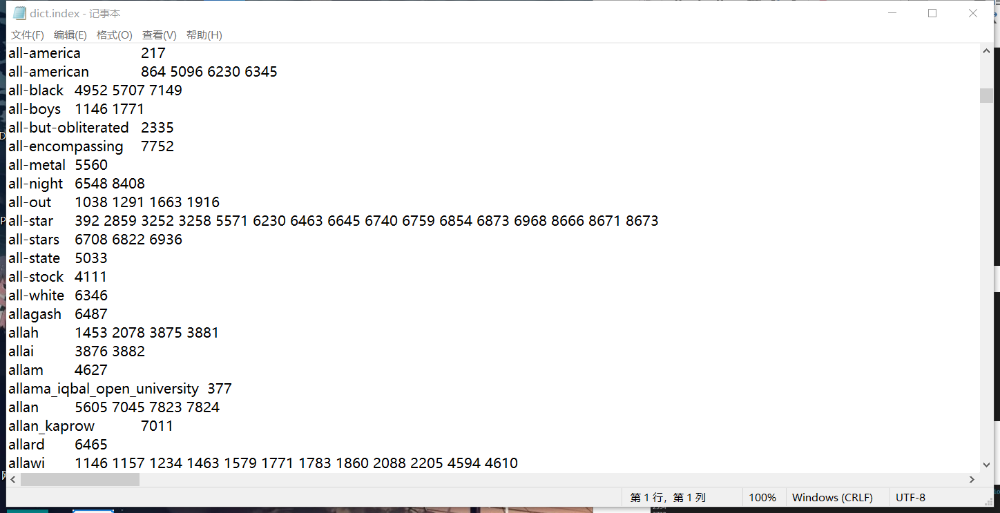 dict.index - 记事本
文件(F) 编辑(E) 格式(O) 查看(V) 帮助(H)
all-america 217
all-american 864 5096 6230 6345
all-black 4952 5707 7149
all-boys 1146 1771
all-but-obliterated 2335
all-encompassing 7752
all-metal 5560
all-night 6548 8408
all-out 1038 1291 1663 1916
all-star 392 2859 3252 3258 5571 6230 6463 6645 6740 6759 6854 6873 6968 8666 8671 8673
all-stars 6708 6822 6936
all-state 5033
all-stock 4111
all-white 6346
allagash 6487
allah 1453 2078 3875 3881
allai 3876 3882
allam 4627
allama_iqbal_open_university 377
allan 5605 7045 7823 7824
allan_kaprow 7011
allard 6465
allawi 1146 1157 1234 1463 1579 1771 1783 1860 2088 2205 4594 4610
第 1 行，第 1 列 100% Windows (CRLF) UTF-8